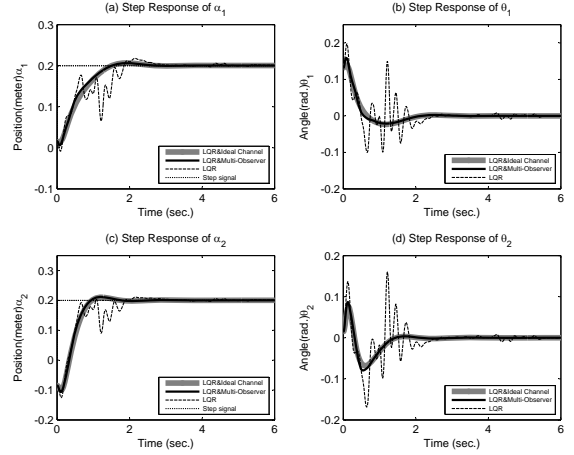 (a) Step Response of α1
Position(meter)α1
0.3
0.2
0.1
0
-0.1
0
2
4
6
LQR&Ideal Channel
LQR&Multi-Observer
LQR
Step signal
Time (sec.)
(b) Step Response of θ1
Angle(rad.)θ1
0.2
0.1
0
-0.1
-0.2
0
2
4
6
LQR&Ideal Channel
LQR&Multi-Observer
LQR
Time (sec.)
(c) Step Response of α2
Position(meter)α2
0.3
0.2
0.1
0
-0.1
-0.2
0
2
4
6
LQR&Ideal Channel
LQR&Multi-Observer
LQR
Step signal
Time (sec.)
(d) Step Response of θ2
Angle(rad.)θ2
0.2
0.1
0
-0.1
-0.2
0
2
4
6
LQR&Ideal Channel
LQR&Multi-Observer
LQR
Time (sec.)